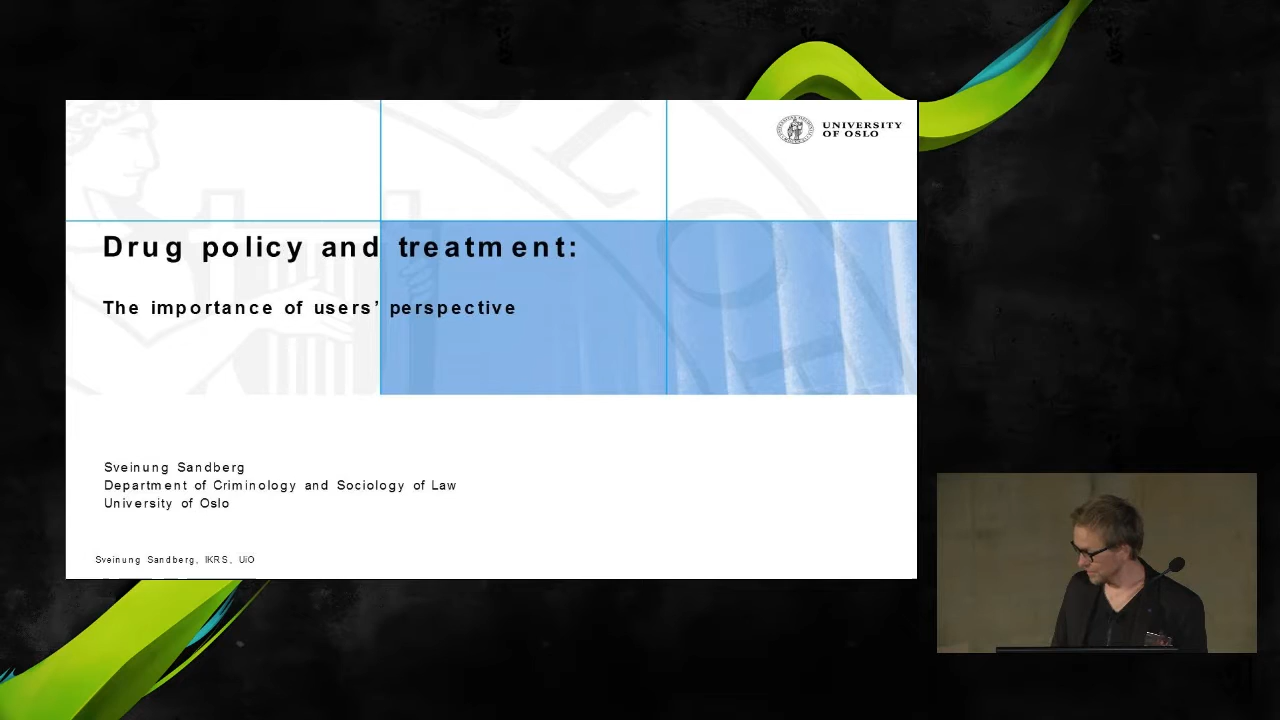 UNIVERSITY
OF OSLO
Drug policy and treatment:
The importance of users’ perspective
Sveinung Sandberg
Department of Criminology and Sociology of Law
University of Oslo
Sveinung Sandberg, IKRS, UiO